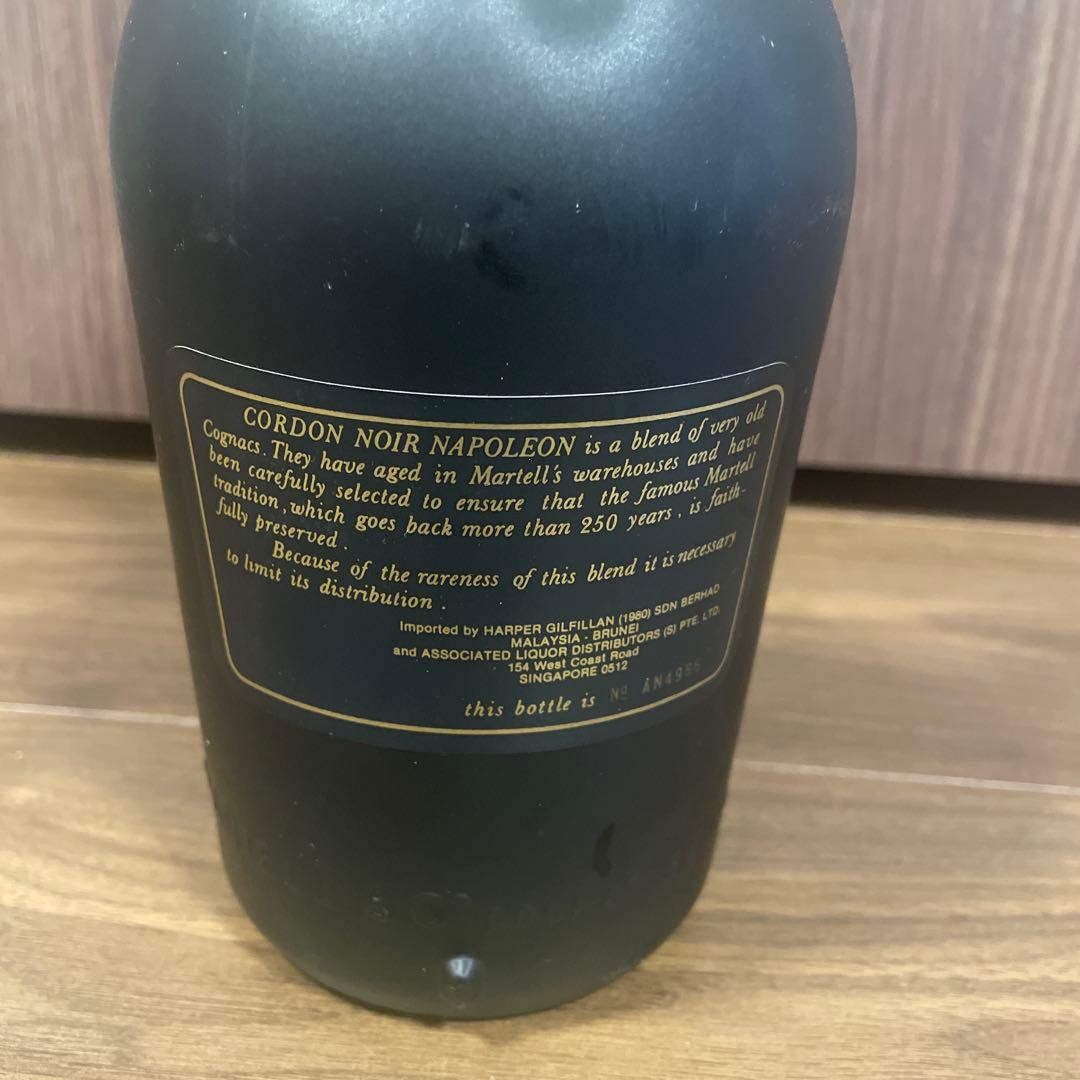 CORDON NOIR NAPOLEON is a blend of very old
Cognacs. They have aged in Martell's warehouses and have
been carefully selected to ensure that the famous Martell
tradition, which goes back more than 250 years, is faith-
fully preserved.
Because of the rareness of this blend it is necessary
to limit its distribution.
Imported by HARPER GILFILLAN (1980) SDN BERHAD
MALAYSIA - BRUNEI
and ASSOCIATED LIQUOR DISTRIBUTORS (S) PTE. LTD.
154 West Coast Road
SINGAPORE 0512
this bottle is Nº